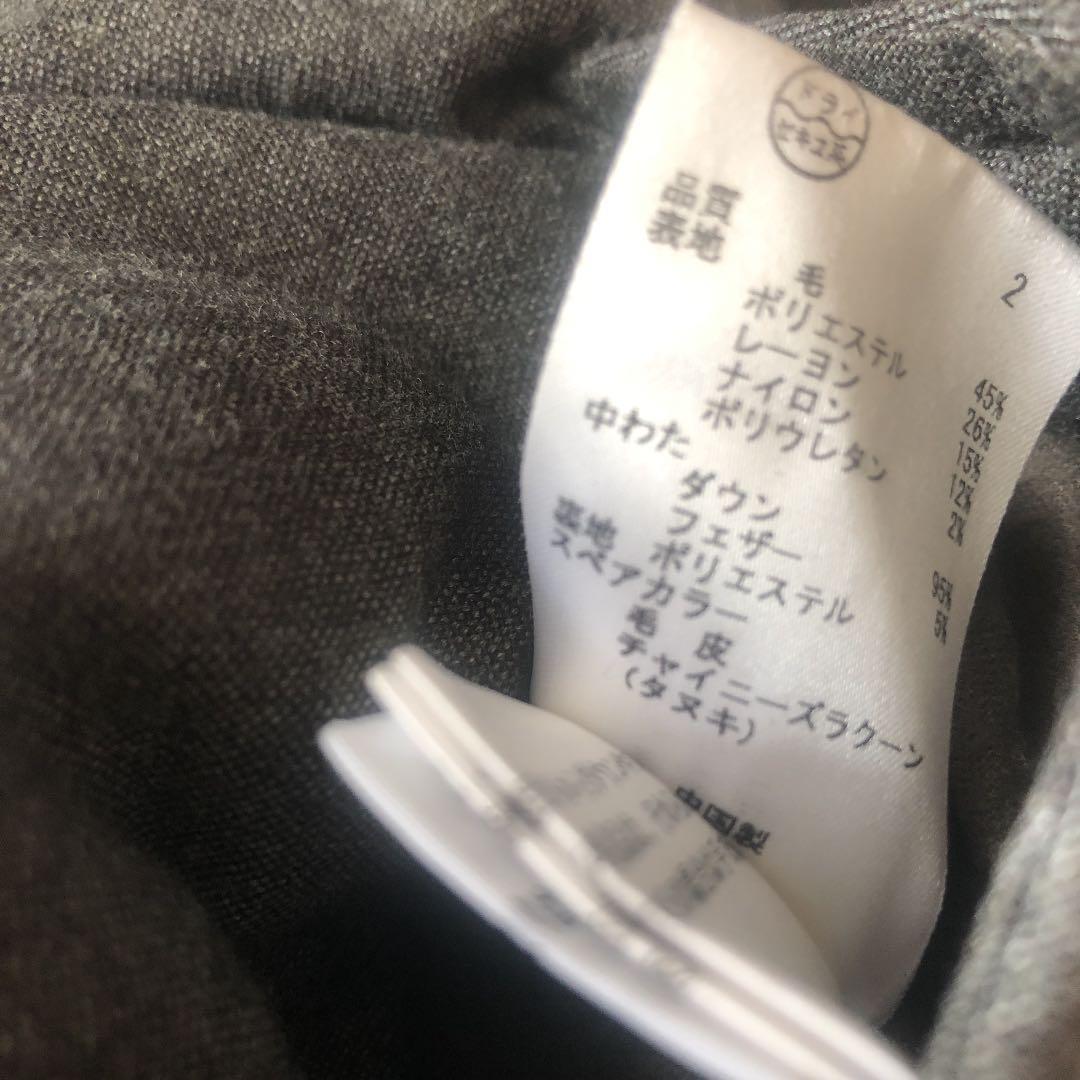 ドライ
セキユ系
品質
2
表地
毛 45%
ポリエステル 26%
レーヨン 15%
ナイロン 12%
ポリウレタン 2%
中わた
ダウン 95%
フェザー 5%
裏地 ポリエステル
スペアカラー
毛皮
チャイニーズラクーン
(タヌキ)
中国製